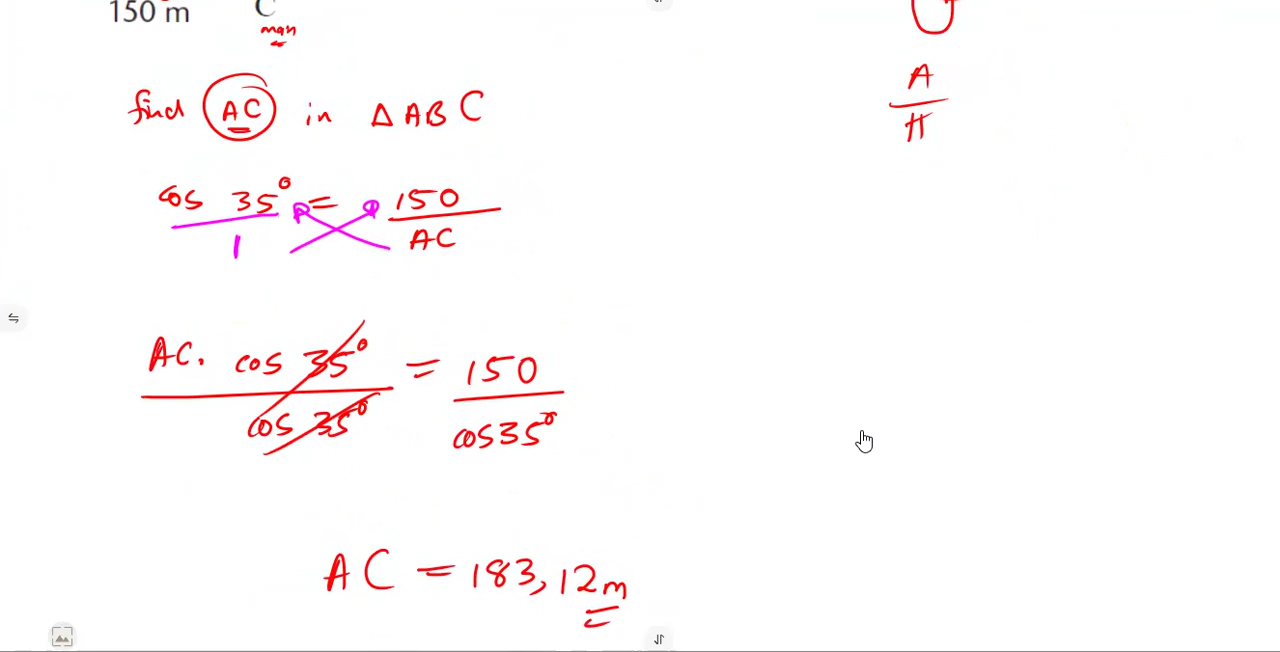 150 m C
man
find AC in Δ ABC
cos 35° = 150
1 AC
AC. cos 35° = 150
cos 35° cos35°
AC = 183,12m
A
H